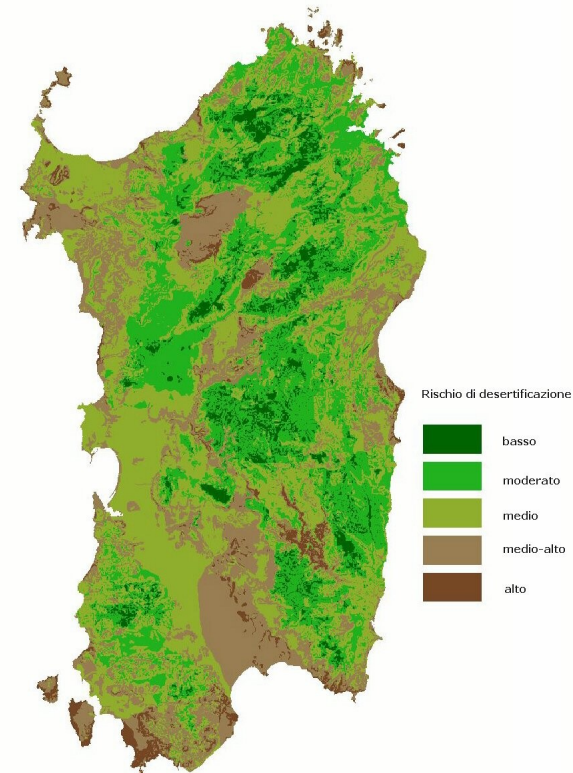 Rischio di desertificazione
basso
moderato
medio
medio-alto
alto